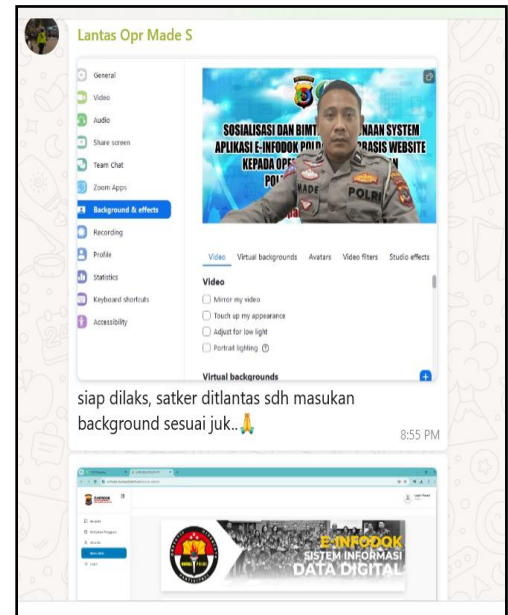 Lantas Opr Made S
General
Video
Audio
Share screen
Team Chat
Zoom Apps
Background & effects
Recording
Profile
Statistics
Keyboard shortcuts
Accessibility
SOSIALISASI DAN BIMT NAAN SYSTEM
APLIKASI E-INFODOK POLD BASIS WEBSITE
KEPADA OPE
POL
MADE
POLRI
Video Virtual backgrounds Avatars Video filters Studio effects
Video
Mirror my video
Touch up my appearance
Adjust for low light
Portrait lighting
Virtual backgrounds
siap dilaks, satker ditlantas sdh masukan
background sesuai juk..🙏
8:55 PM
E-INFODOK
SISTEM INFORMASI
DATA DIGITAL